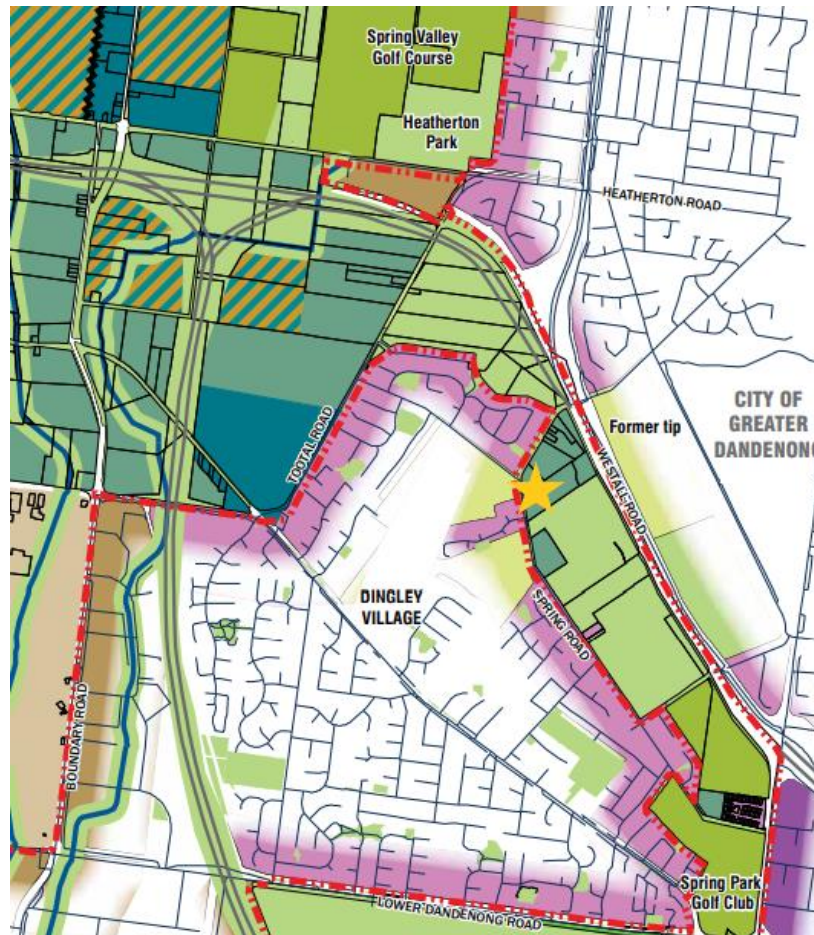 Spring Valley
Golf Course
Heatherton
Park
HEATHERTON ROAD
CITY OF
GREATER
DANDENONG
Former tip
TOOTAL ROAD
WESTALL ROAD
DINGLEY
VILLAGE
SPRING ROAD
BOUNDARY ROAD
Spring Park
Golf Club
LOWER DANDENONG ROAD